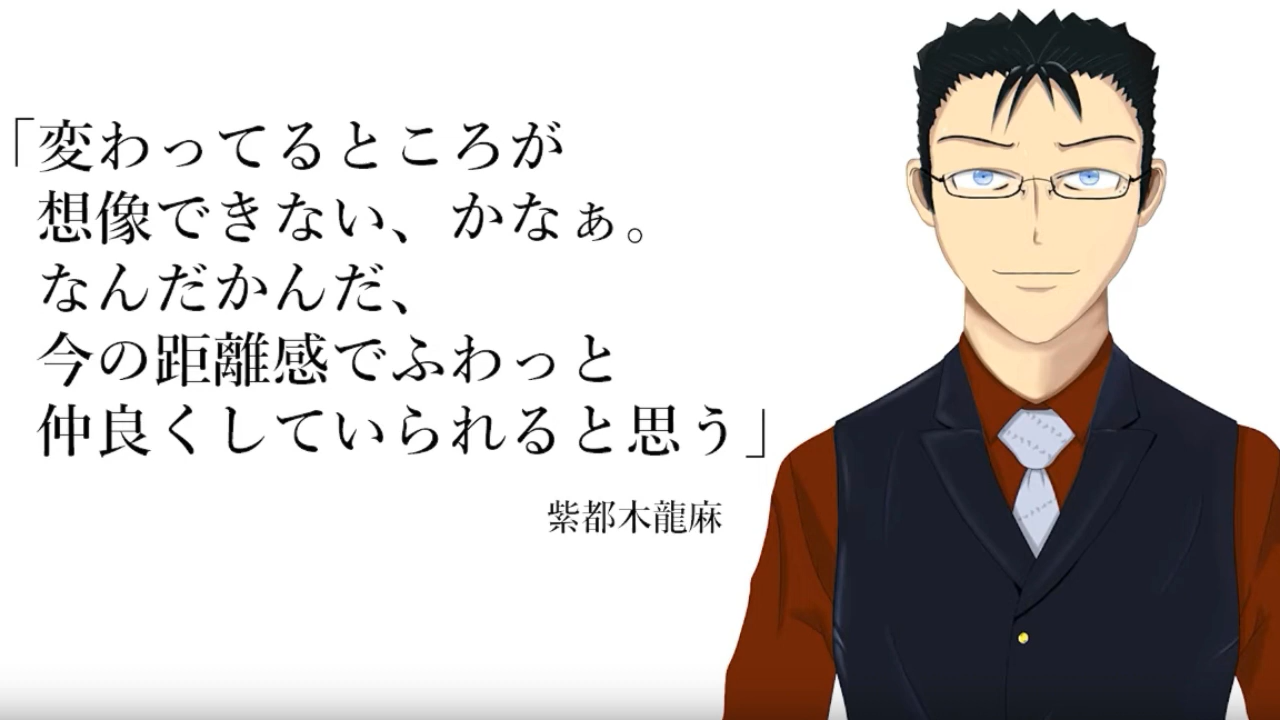 「変わってるところが
想像できない、かなぁ。
なんだかんだ、
今の距離感でふわっと
仲良くしていられると思う」
紫都木龍麻